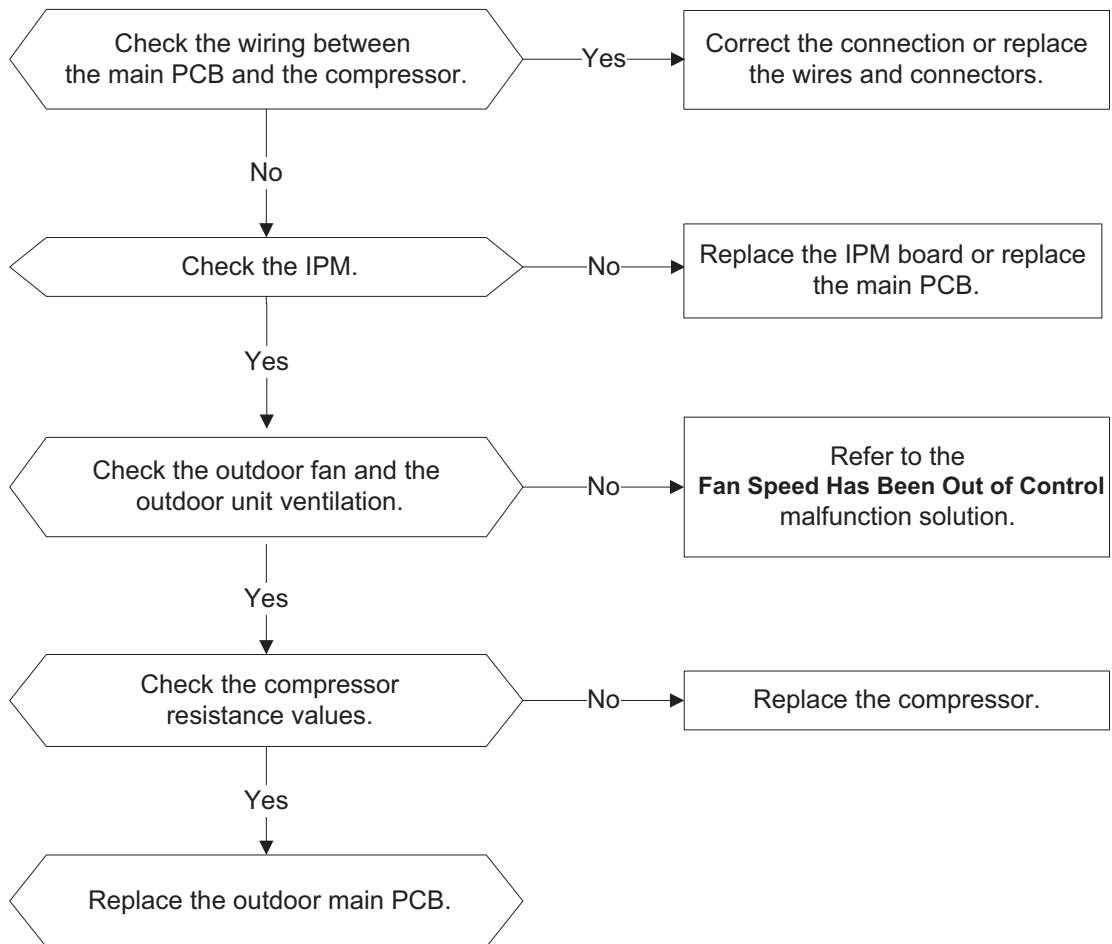 Check the wiring between
the main PCB and the compressor.
Yes
Correct the connection or replace
the wires and connectors.
No
Check the IPM.
No
Replace the IPM board or replace
the main PCB.
Yes
Check the outdoor fan and the
outdoor unit ventilation.
No
Refer to the
Fan Speed Has Been Out of Control
malfunction solution.
Yes
Check the compressor
resistance values.
No
Replace the compressor.
Yes
Replace the outdoor main PCB.